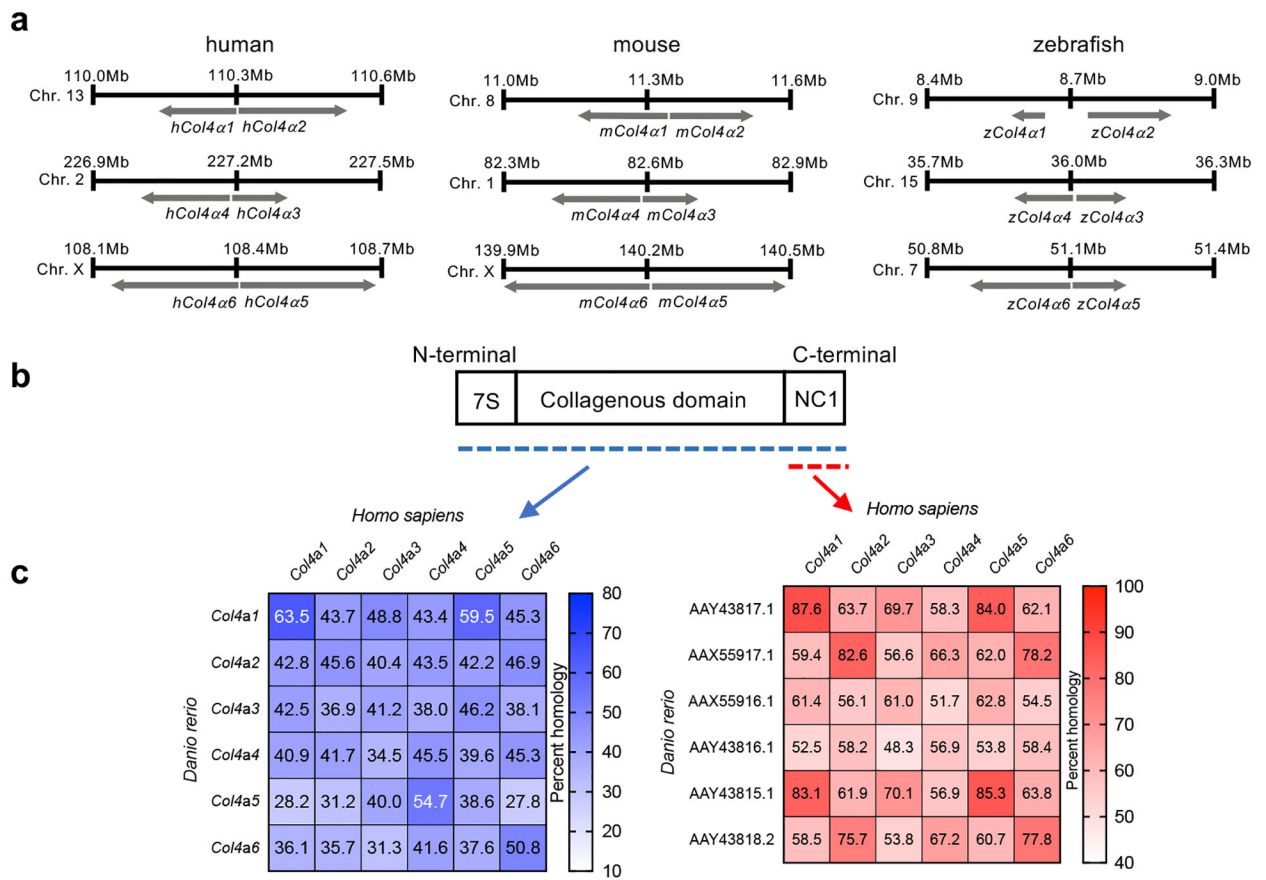 a
human
mouse
zebrafish
110.0Mb 110.3Mb 110.6Mb
Chr. 13
hCol4α1 hCol4α2
226.9Mb 227.2Mb 227.5Mb
Chr. 2
hCol4α4 hCol4α3
108.1Mb 108.4Mb 108.7Mb
Chr. X
hCol4α6 hCol4α5
11.0Mb 11.3Mb 11.6Mb
Chr. 8
mCol4α1 mCol4α2
82.3Mb 82.6Mb 82.9Mb
Chr. 1
mCol4α4 mCol4α3
139.9Mb 140.2Mb 140.5Mb
Chr. X
mCol4α6 mCol4α5
8.4Mb 8.7Mb 9.0Mb
Chr. 9
zCol4α1 zCol4α2
35.7Mb 36.0Mb 36.3Mb
Chr. 15
zCol4α4 zCol4α3
50.8Mb 51.1Mb 51.4Mb
Chr. 7
zCol4α6 zCol4α5
b
N-terminal C-terminal
7S Collagenous domain NC1
c
Homo sapiens
Col4a1 Col4a2 Col4a3 Col4a4 Col4a5 Col4a6
Danio rerio
Col4a1 63.5 43.7 48.8 43.4 59.5 45.3
Col4a2 42.8 45.6 40.4 43.5 42.2 46.9
Col4a3 42.5 36.9 41.2 38.0 46.2 38.1
Col4a4 40.9 41.7 34.5 45.5 39.6 45.3
Col4a5 28.2 31.2 40.0 54.7 38.6 27.8
Col4a6 36.1 35.7 31.3 41.6 37.6 50.8
Percent homology
80
70
60
50
40
30
20
10
Homo sapiens
Col4a1 Col4a2 Col4a3 Col4a4 Col4a5 Col4a6
Danio rerio
AAY43817.1 87.6 63.7 69.7 58.3 84.0 62.1
AAX55917.1 59.4 82.6 56.6 66.3 62.0 78.2
AAX55916.1 61.4 56.1 61.0 51.7 62.8 54.5
AAY43816.1 52.5 58.2 48.3 56.9 53.8 58.4
AAY43815.1 83.1 61.9 70.1 56.9 85.3 63.8
AAY43818.2 58.5 75.7 53.8 67.2 60.7 77.8
Percent homology
100
90
80
70
60
50
40